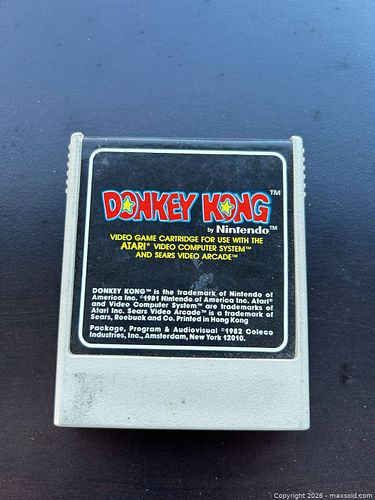 DONKEY KONG™
by Nintendo™
VIDEO GAME CARTRIDGE FOR USE WITH THE
ATARI® VIDEO COMPUTER SYSTEM™
AND SEARS VIDEO ARCADE™
DONKEY KONG™ is the trademark of Nintendo of
America Inc. ©1981 Nintendo of America Inc. Atari®
and Video Computer System™ are trademarks of
Atari Inc. Sears Video Arcade™ is a trademark of
Sears, Roebuck and Co. Printed in Hong Kong
Package, Program & Audiovisual ©1982 Coleco
Industries, Inc., Amsterdam, New York 12010.
Copyright 2026 - maxsold.com